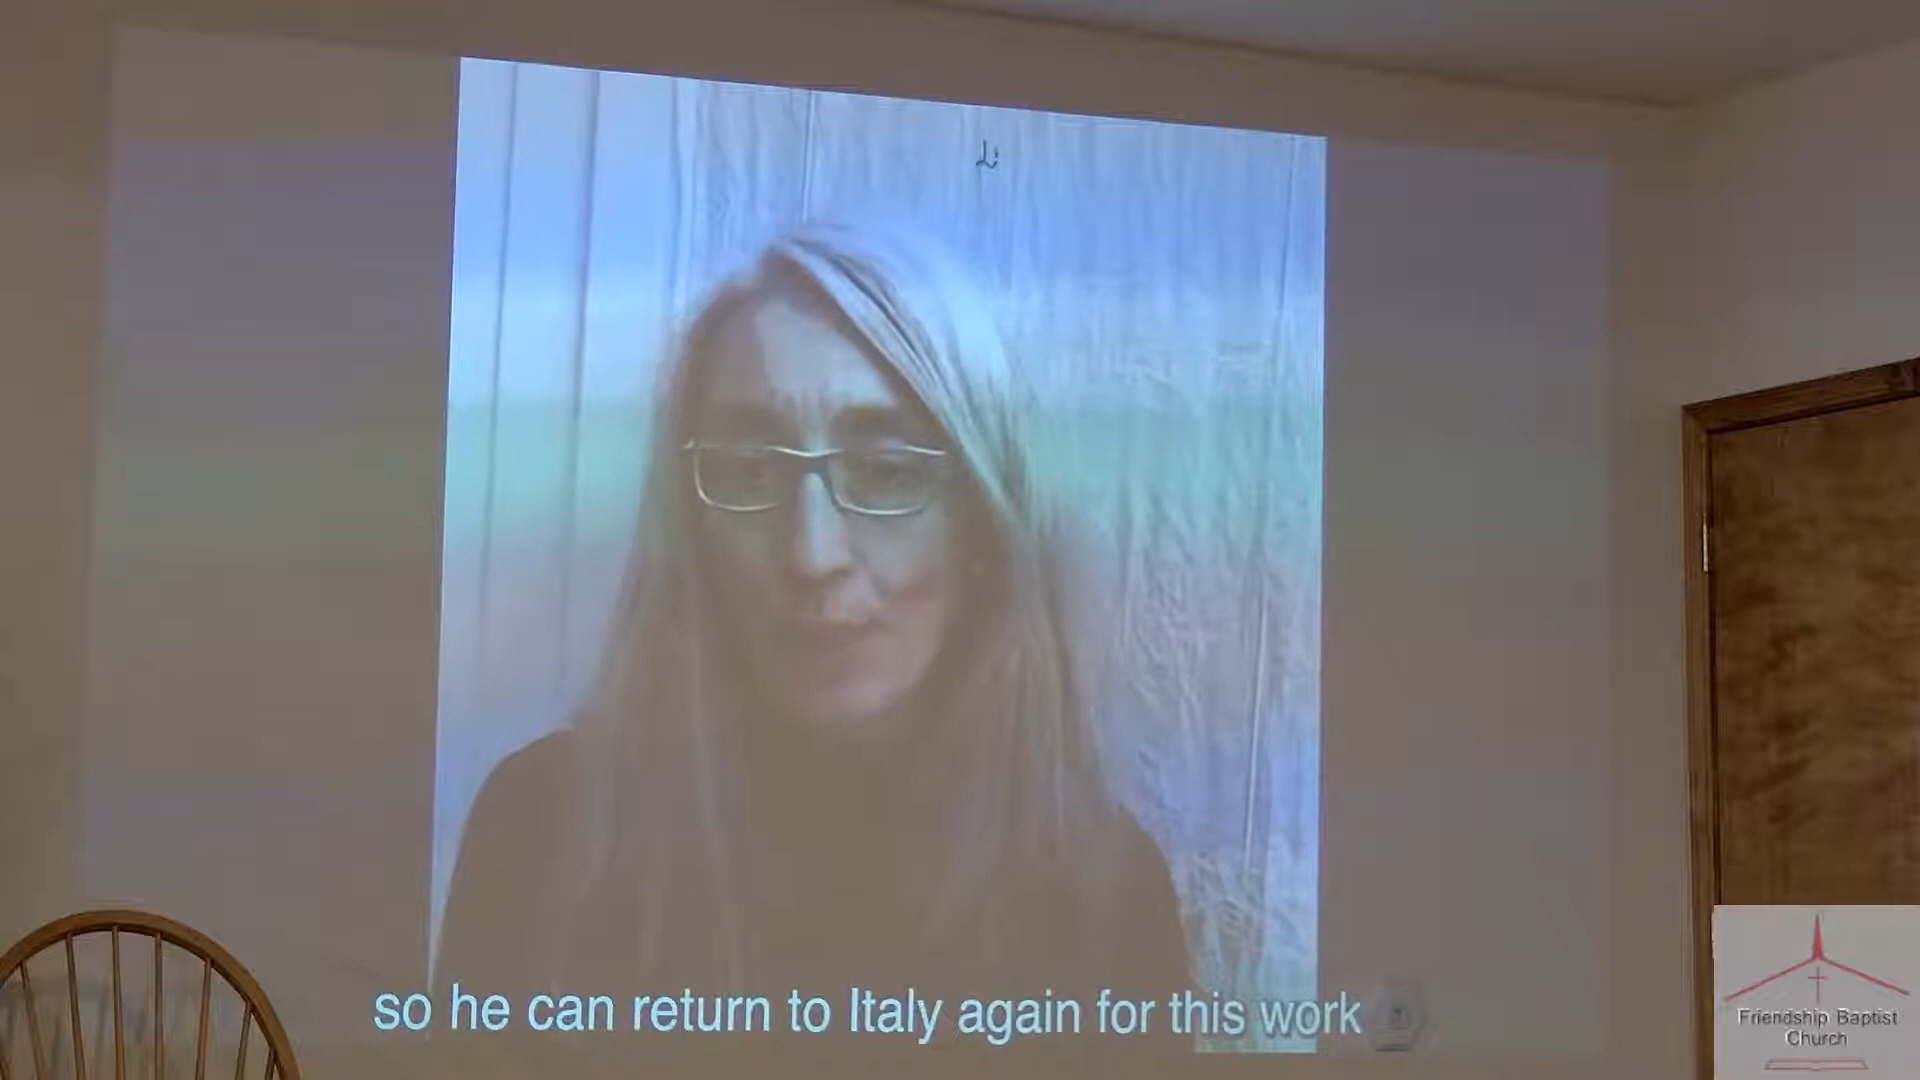 so he can return to Italy again for this work
Friendship Baptist
Church